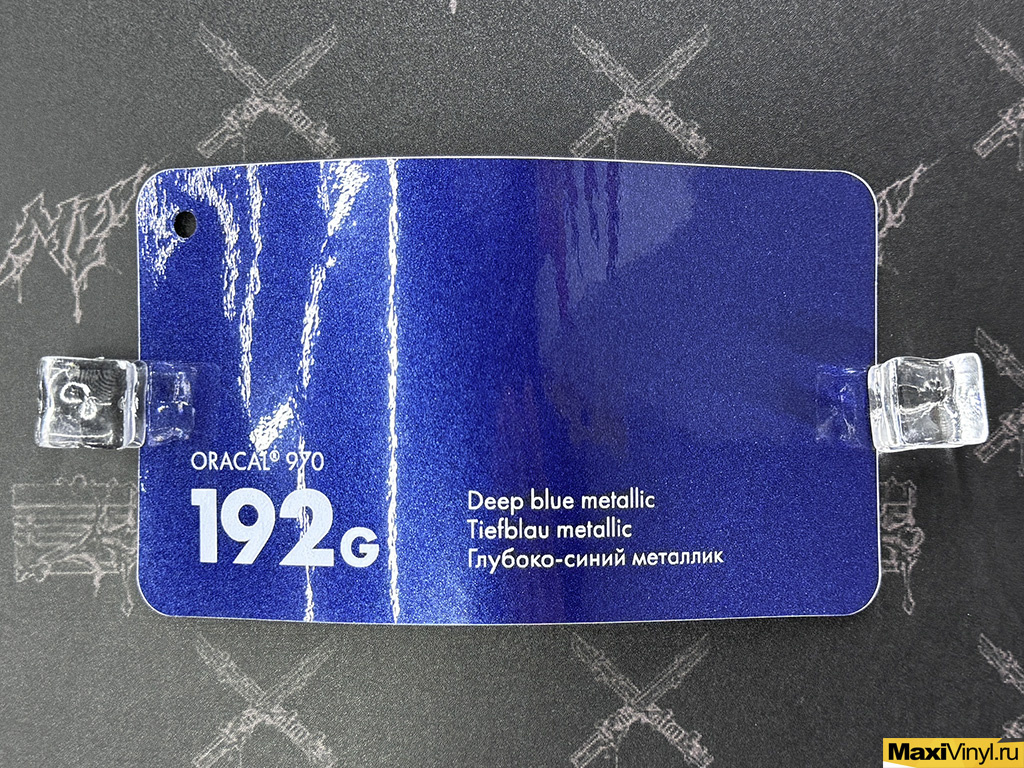 ORACAL® 970
192G
Deep blue metallic
Tiefblau metallic
Глубоко-синий металлик
MaxiVinyl.ru